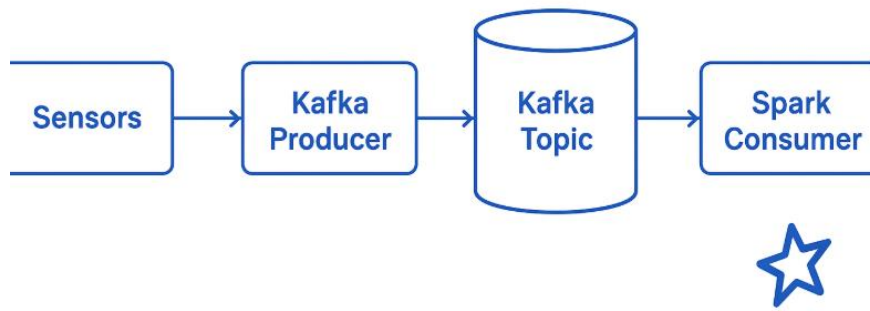 Sensors
Kafka
Producer
Kafka
Topic
Spark
Consumer